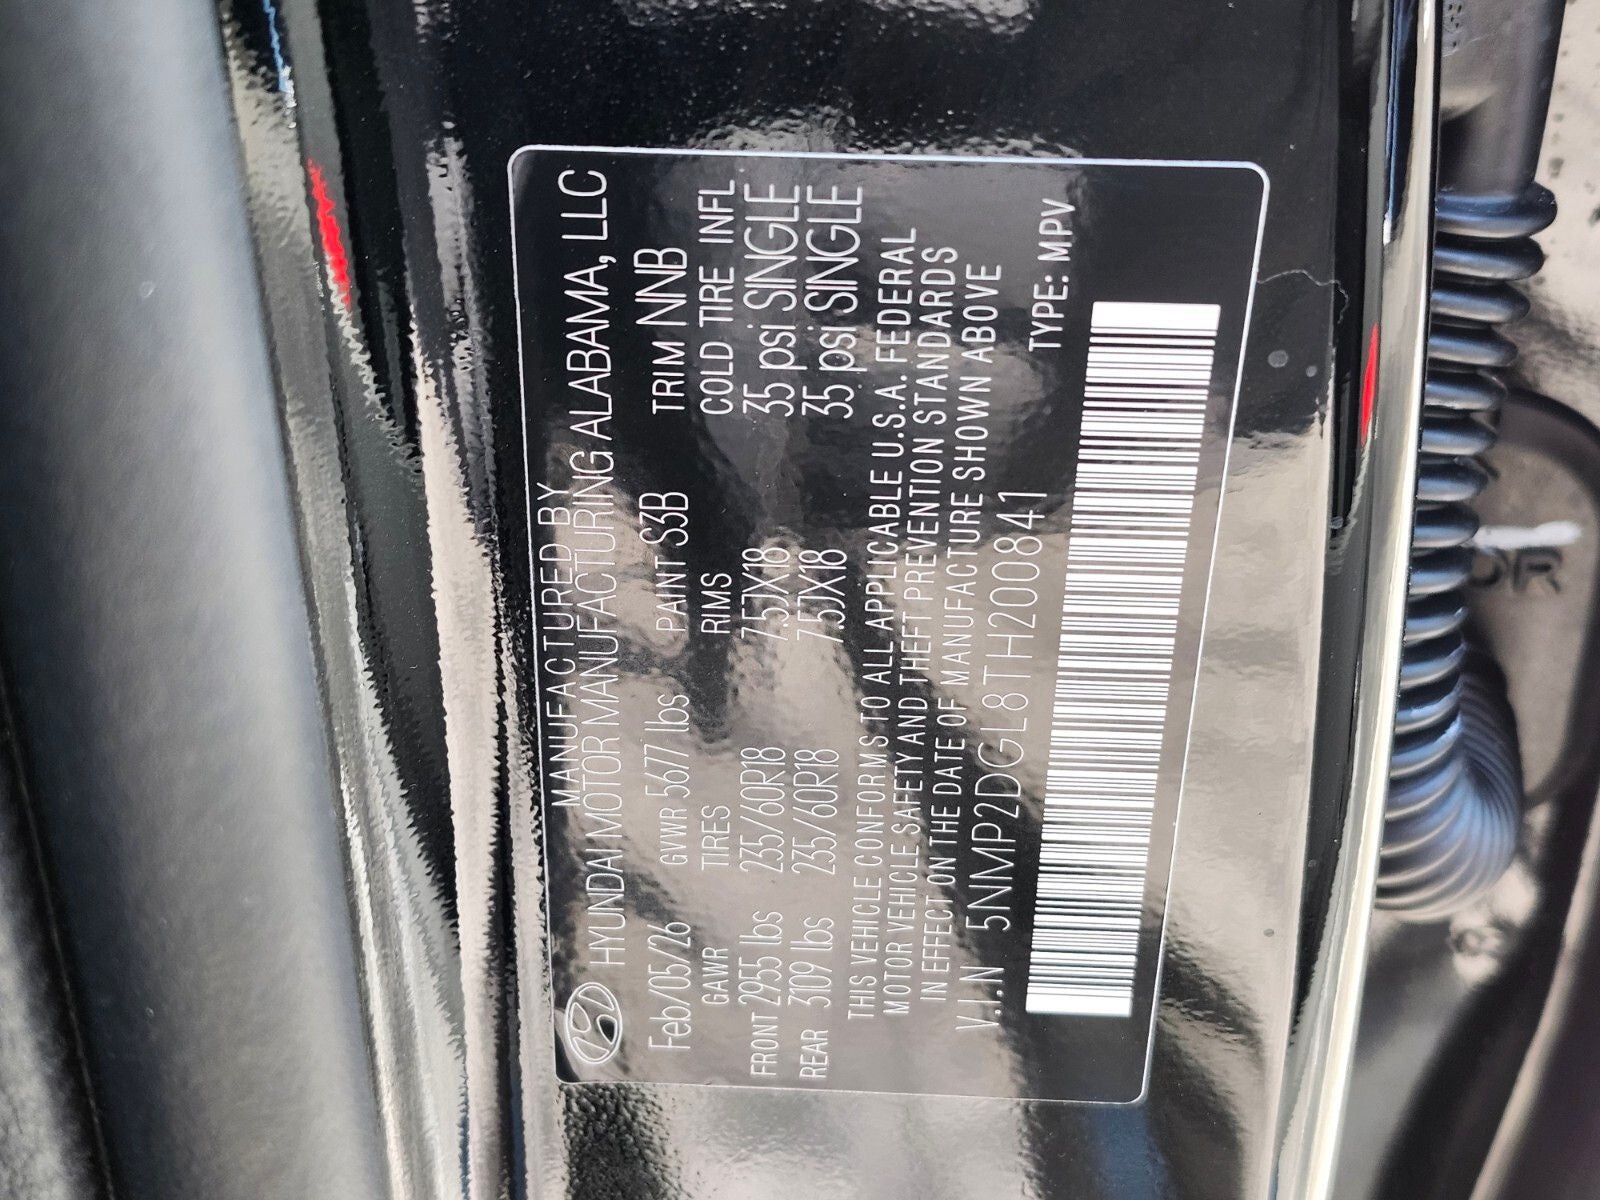 MANUFACTURED BY
HYUNDAI MOTOR MANUFACTURING ALABAMA, LLC
Feb/05/26 GVWR 5677 lbs PAINT S3B TRIM NNB
GAWR TIRES RIMS COLD TIRE INFL
FRONT 2955 lbs 235/60R18 7.5JX18 35 psi SINGLE
REAR 3109 lbs 235/60R18 7.5JX18 35 psi SINGLE
THIS VEHICLE CONFORMS TO ALL APPLICABLE U.S.A. FEDERAL
MOTOR VEHICLE SAFETY AND THEFT PREVENTION STANDARDS
IN EFFECT ON THE DATE OF MANUFACTURE SHOWN ABOVE
V.I.N 5NMP2DGL8TH200841 TYPE: MPV